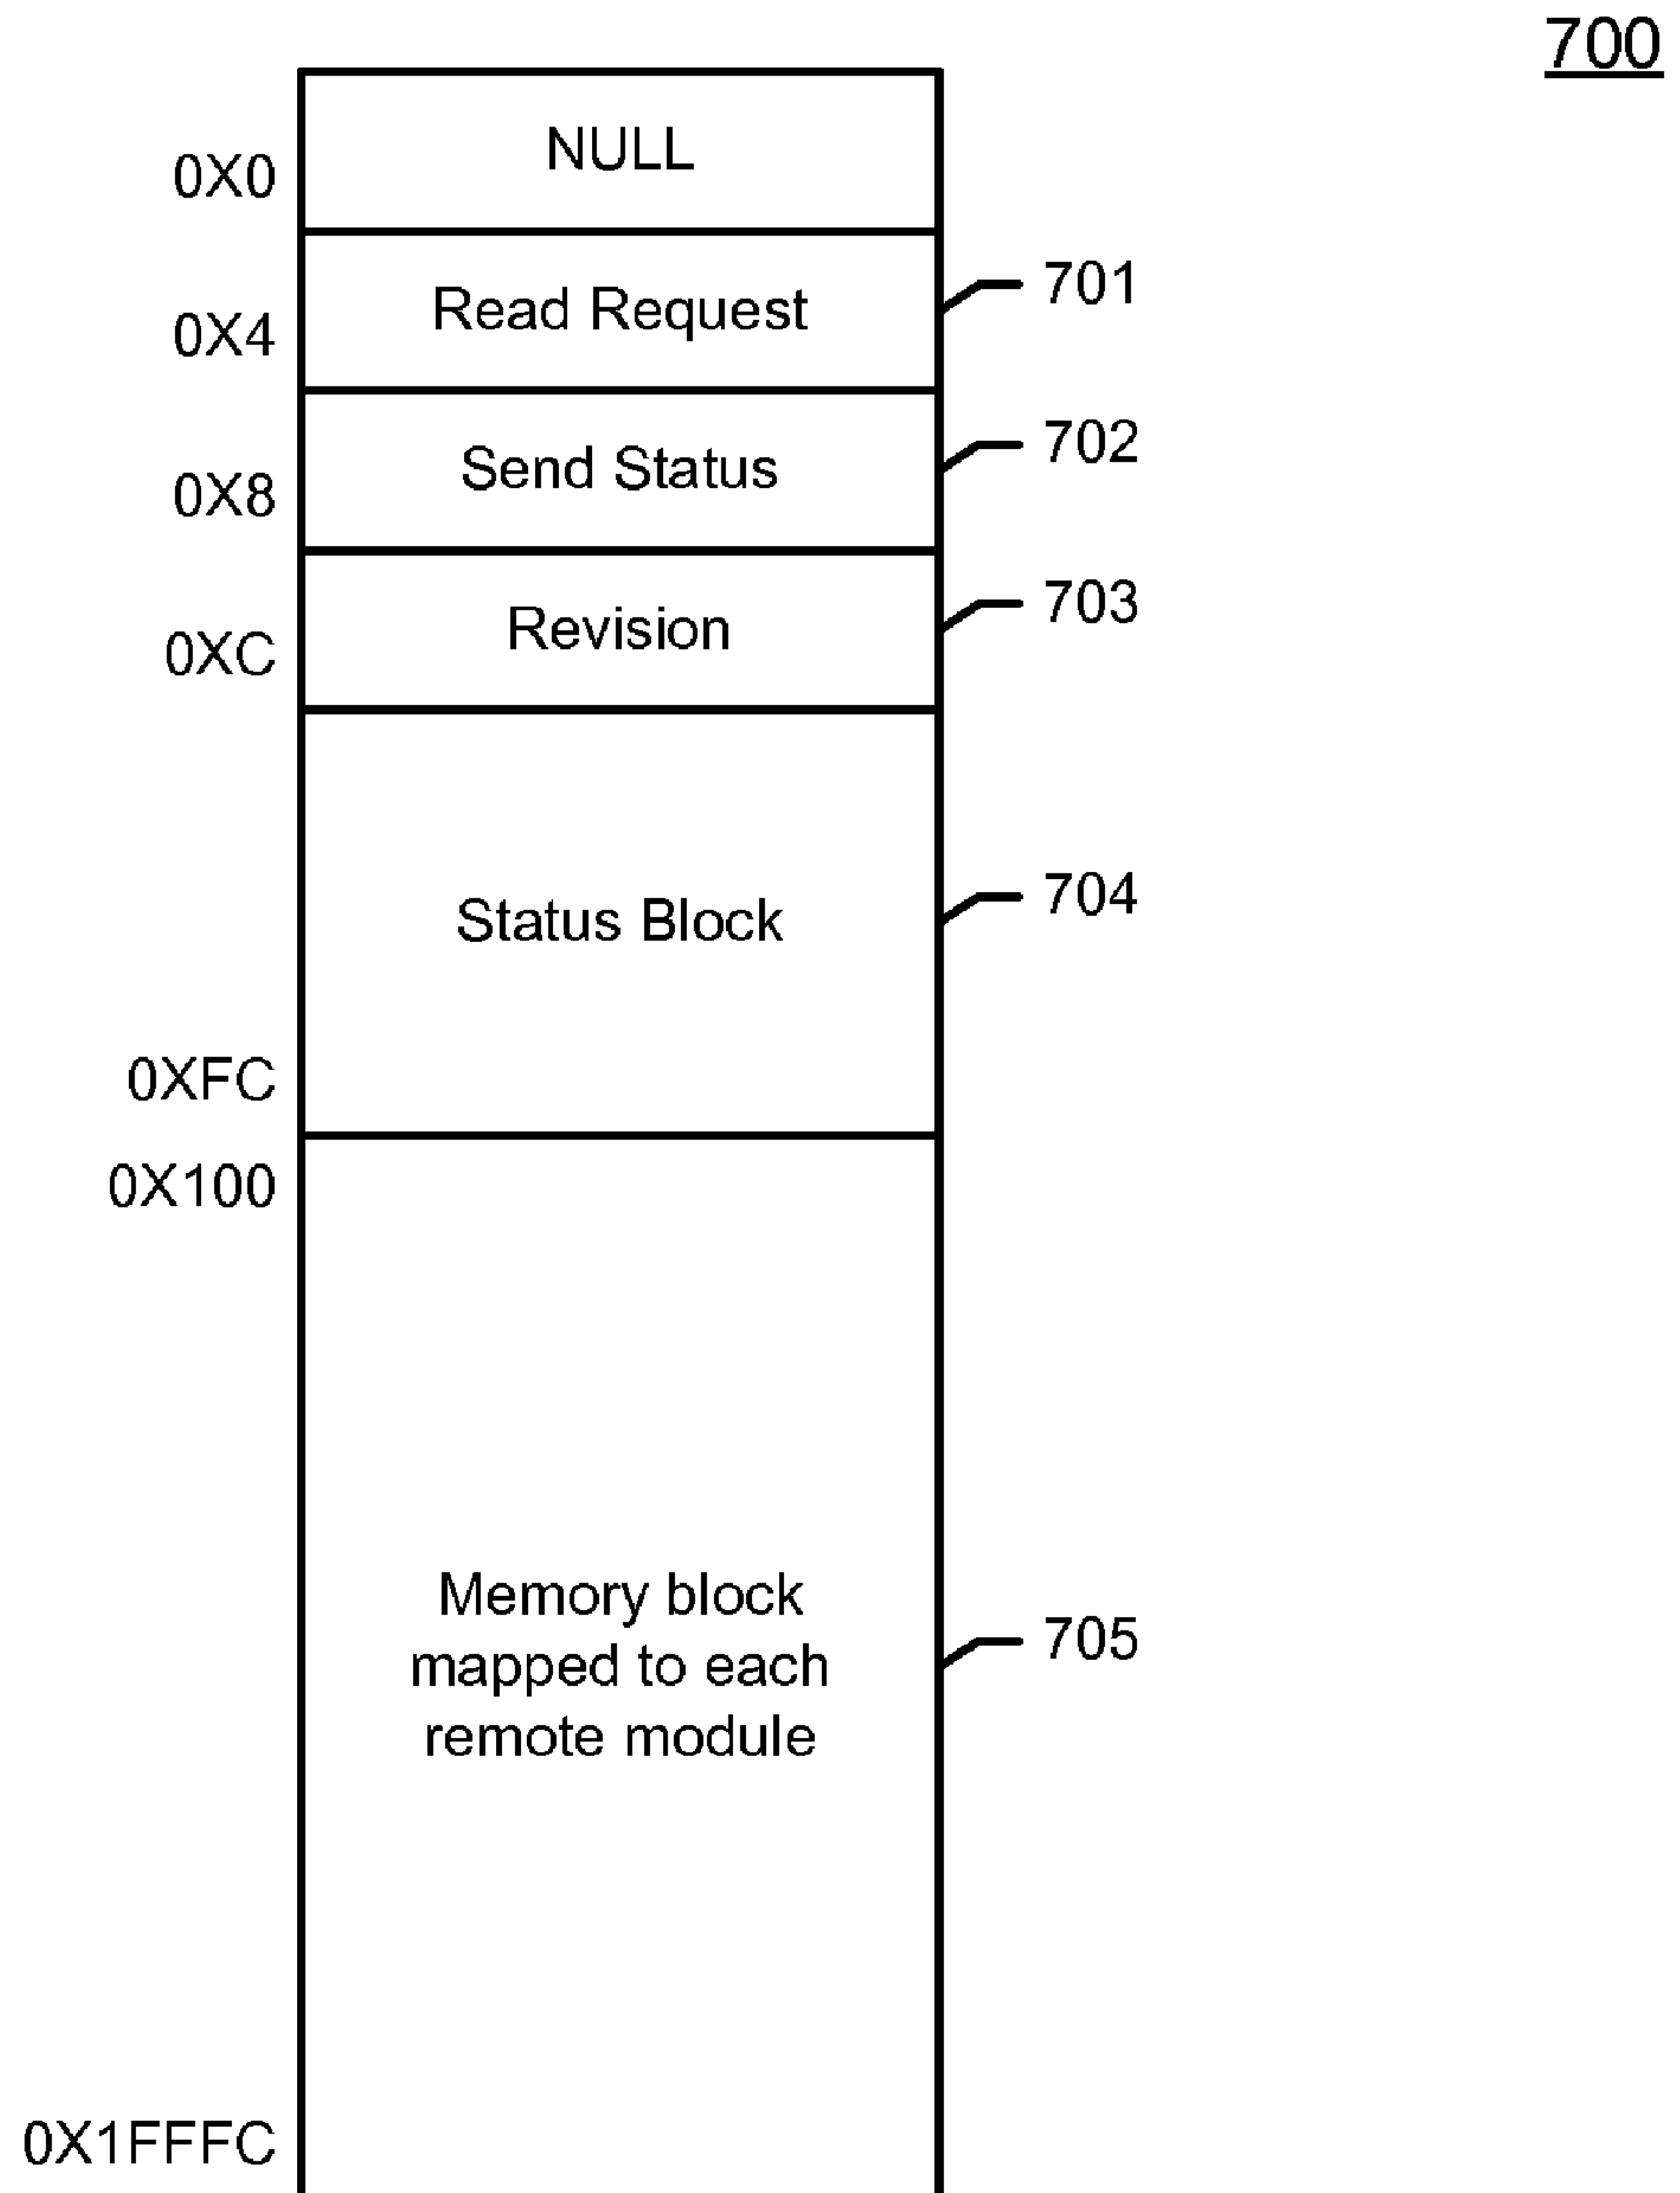 700
NULL
0X0
701
Read Request
0X4
702
Send Status
0X8
703
Revision
0XC
704
Status Block
0XFC
0X100
Memory block
705
mapped to each
remote module
0X1FFFC